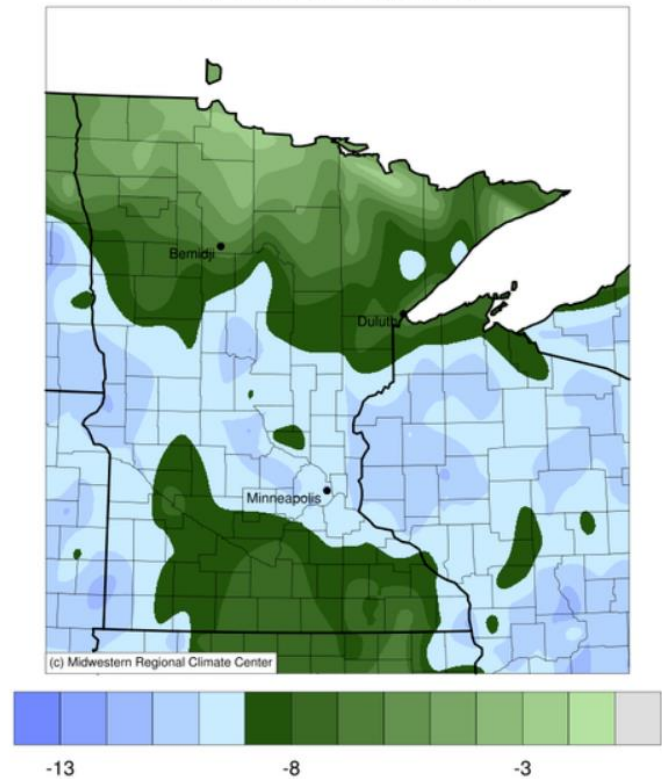 Bemidji
Duluth
Minneapolis
(c) Midwestern Regional Climate Center
-13 -8 -3